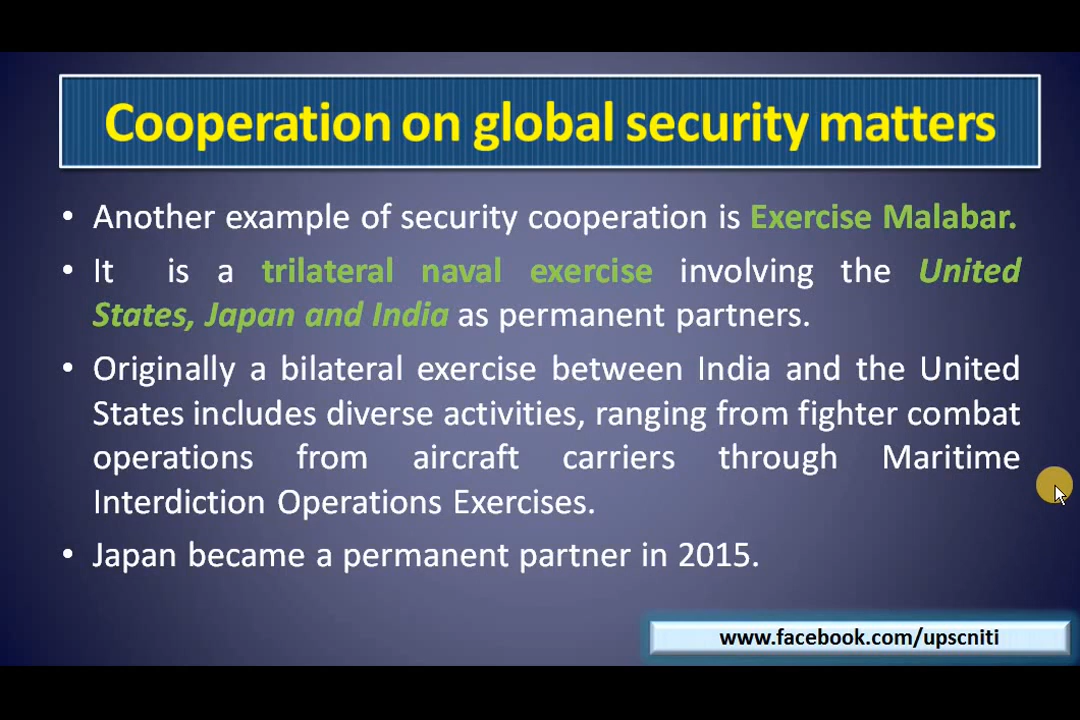 Cooperation on global security matters
• Another example of security cooperation is Exercise Malabar.
• It is a trilateral naval exercise involving the United
States, Japan and India as permanent partners.
• Originally a bilateral exercise between India and the United
States includes diverse activities, ranging from fighter combat
operations from aircraft carriers through Maritime
Interdiction Operations Exercises.
• Japan became a permanent partner in 2015.
www.facebook.com/upscniti